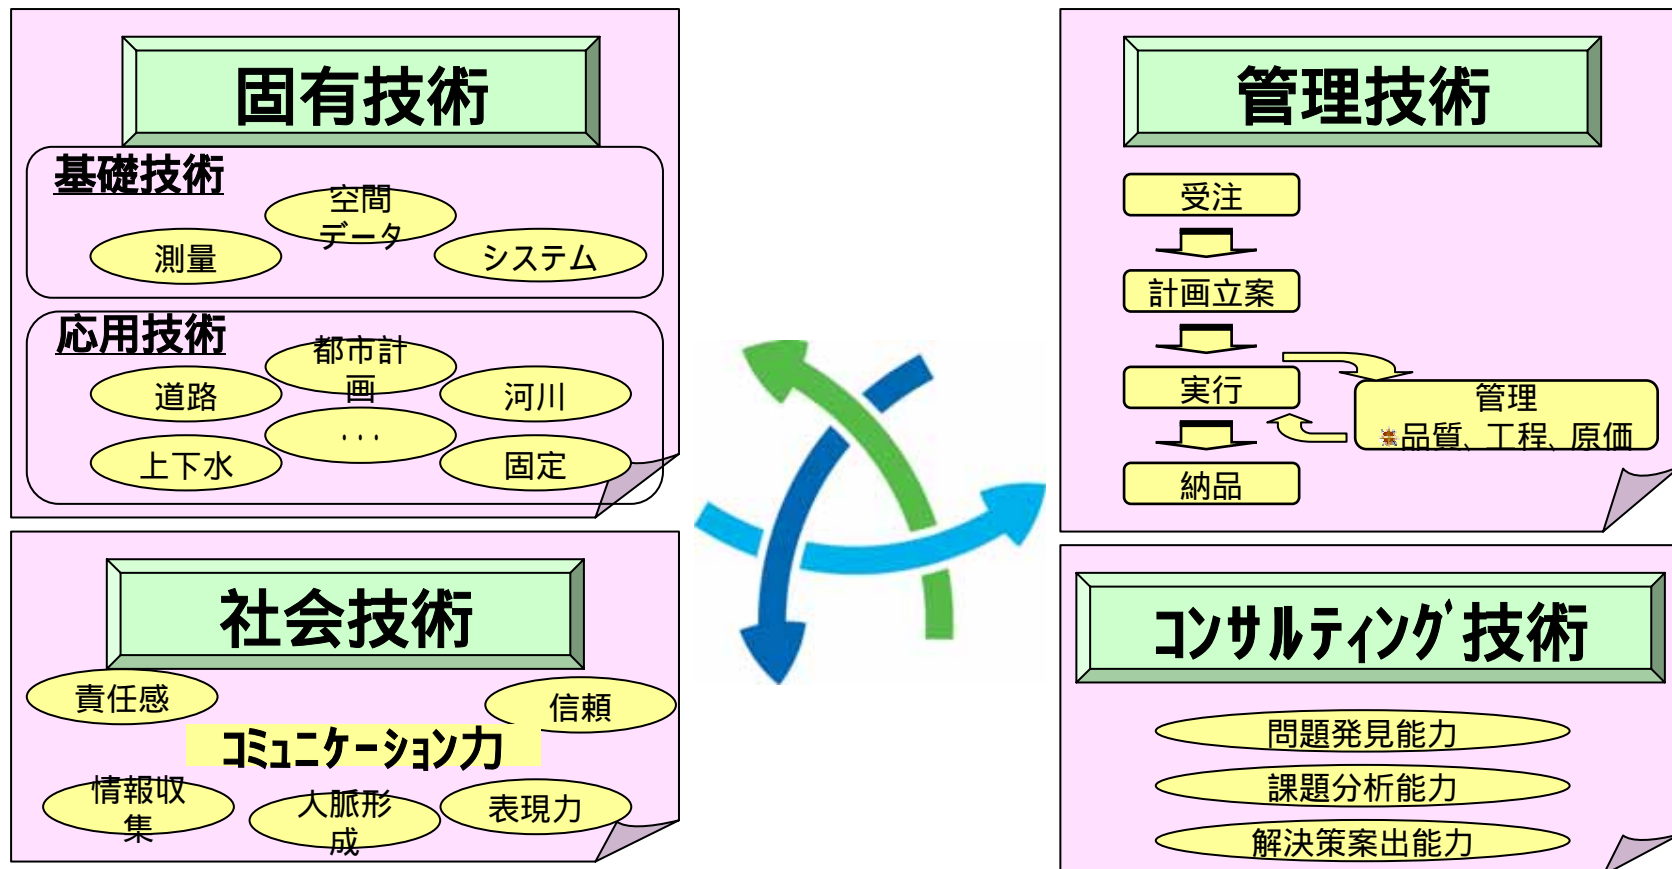 固有技術
基礎技術
空間
データ
測量
システム
応用技術
都市計
画
道路
河川
...
上下水
固定
管理技術
受注
計画立案
実行
管理
品質、工程、原価
納品
社会技術
責任感
信頼
ｺﾐｭﾆｹｰｼｮﾝ力
情報収
集
人脈形
成
表現力
ｺﾝｻﾙﾃｨﾝｸﾞ技術
問題発見能力
課題分析能力
解決策案出能力